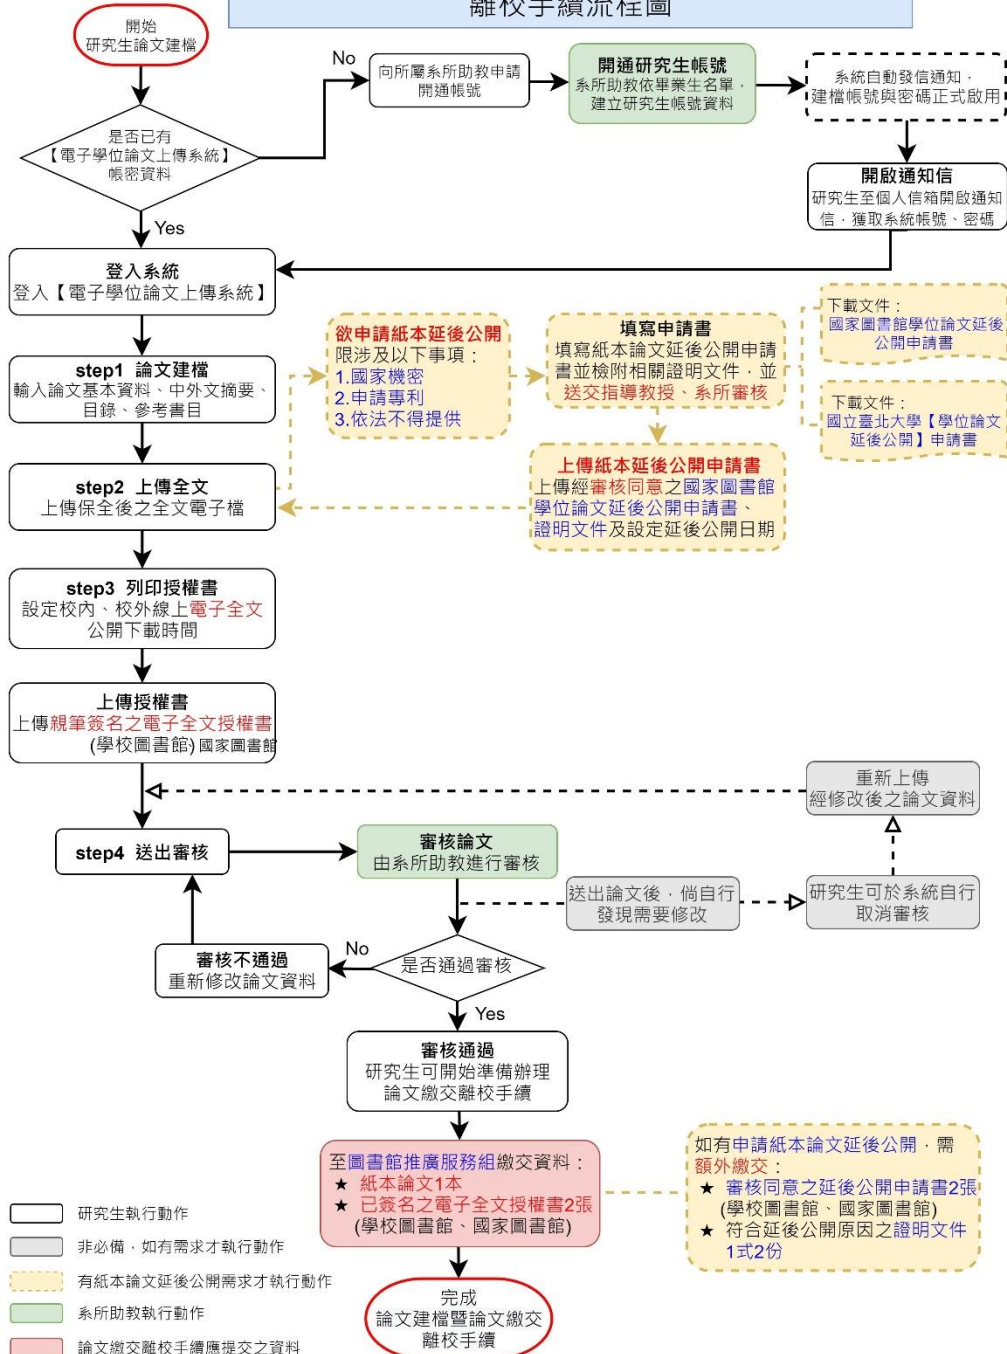 離校手續流程圖
開始
研究生論文建檔
No
向所屬系所助教申請
開通帳號
開通研究生帳號
系所助教依畢業生名單，
建立研究生帳號資料
系統自動發信通知，
建檔帳號與密碼正式啟用
是否已有
【電子學位論文上傳系統】
帳密資料
開啟通知信
研究生至個人信箱開啟通知
信，獲取系統帳號、密碼
Yes
登入系統
登入【電子學位論文上傳系統】
step1 論文建檔
輸入論文基本資料、中外文摘要、
目錄、參考書目
欲申請紙本延後公開
限涉及以下事項：
1.國家機密
2.申請專利
3.依法不得提供
填寫申請書
填寫紙本論文延後公開申請
書並檢附相關證明文件，並
送交指導教授、系所審核
下載文件：
國家圖書館學位論文延後
公開申請書
下載文件：
國立臺北大學【學位論文
延後公開】申請書
step2 上傳全文
上傳保全後之全文電子檔
上傳紙本延後公開申請書
上傳經審核同意之國家圖書館
學位論文延後公開申請書、
證明文件及設定延後公開日期
step3 列印授權書
設定校內、校外線上電子全文
公開下載時間
上傳授權書
上傳親筆簽名之電子全文授權書
(學校圖書館、國家圖書館)
重新上傳
經修改後之論文資料
step4 送出審核
審核論文
由系所助教進行審核
送出論文後，倘自行
發現需要修改
研究生可於系統自行
取消審核
No
審核不通過
重新修改論文資料
是否通過審核
Yes
審核通過
研究生可開始準備辦理
論文繳交離校手續
至圖書館推廣服務組繳交資料：
★ 紙本論文1本
★ 已簽名之電子全文授權書2張
(學校圖書館、國家圖書館)
如有申請紙本論文延後公開，需
額外繳交：
★ 審核同意之延後公開申請書2張
(學校圖書館、國家圖書館)
★ 符合延後公開原因之證明文件
1式2份
完成
論文建檔暨論文繳交
離校手續
研究生執行動作
非必備，如有需求才執行動作
有紙本論文延後公開需求才執行動作
系所助教執行動作
論文繳交離校手續應提交之資料